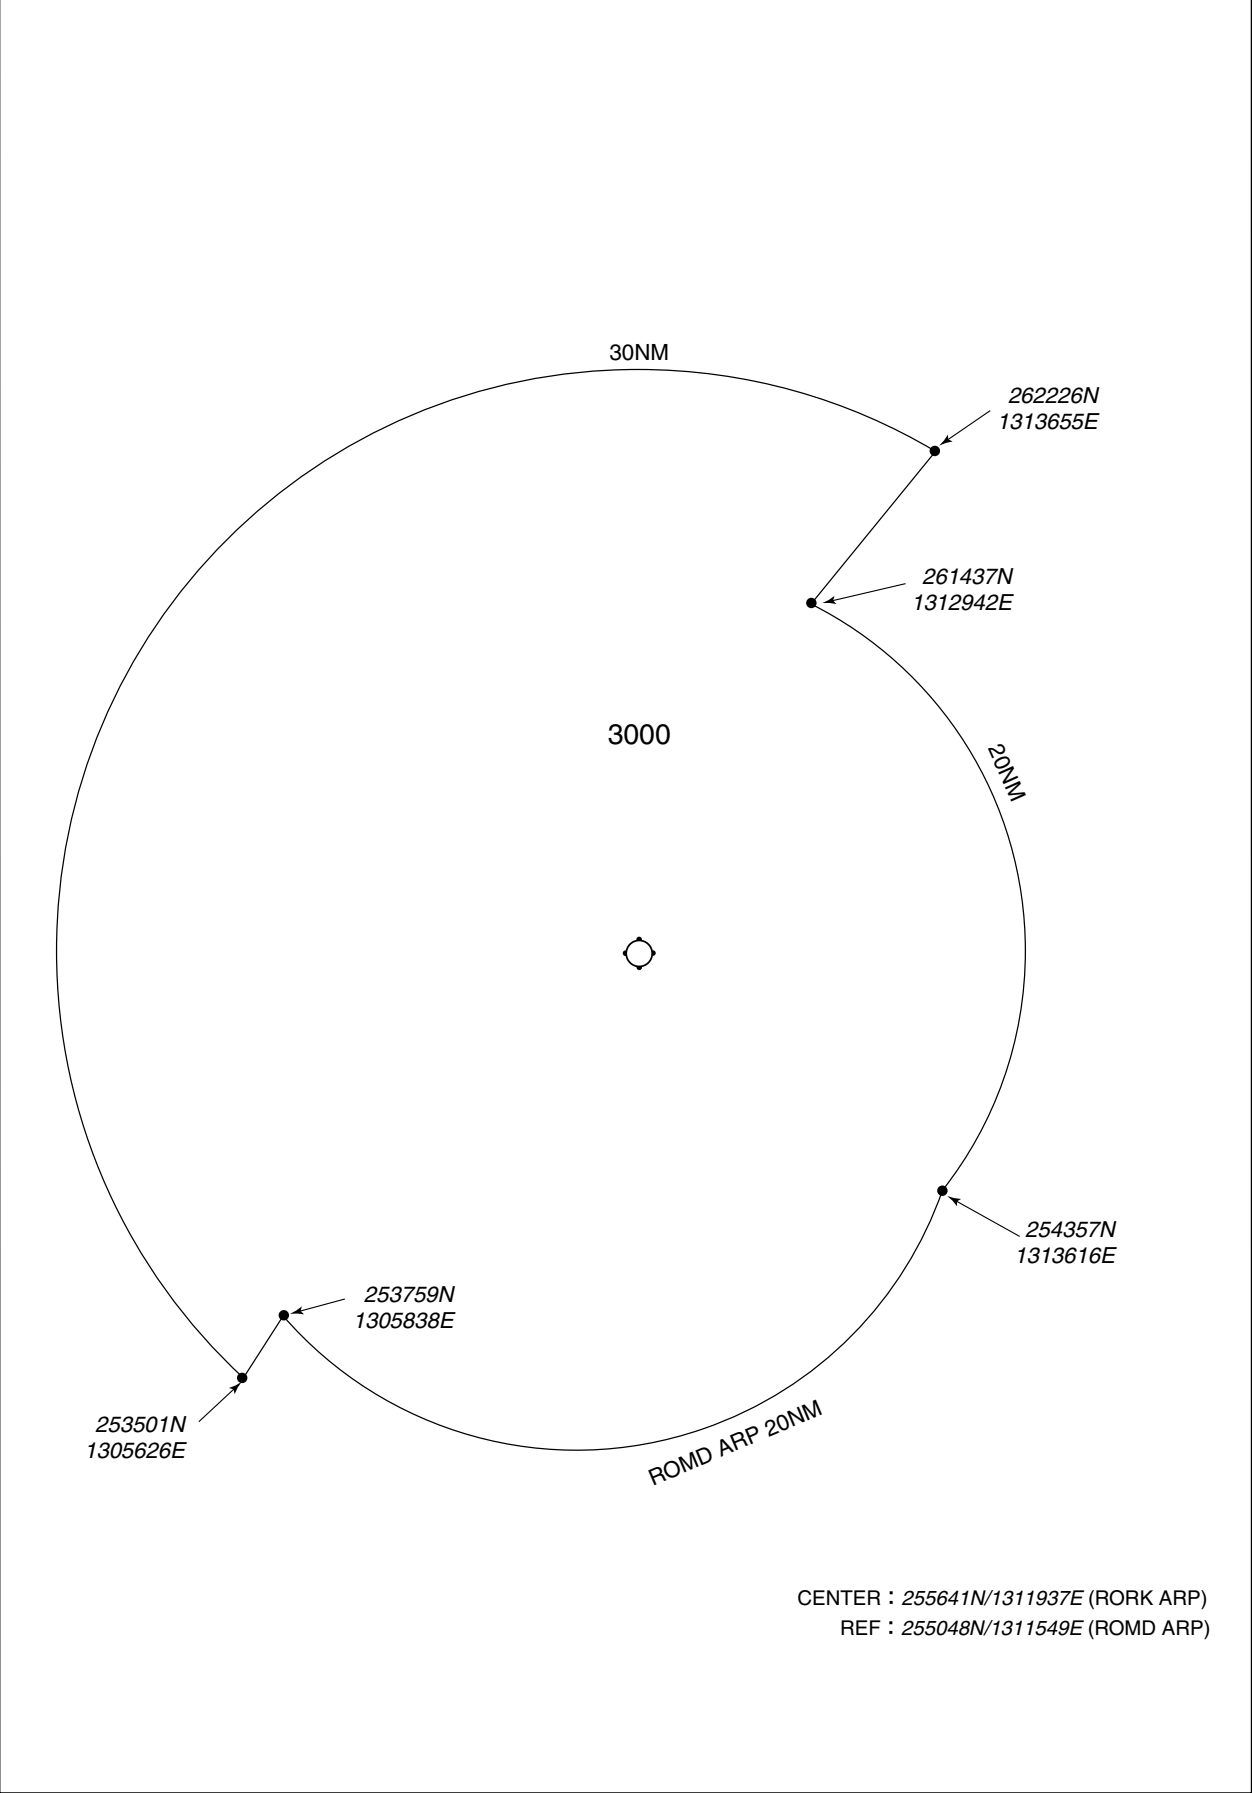 30NM
262226N
1313655E
261437N
1312942E
3000
20NM
254357N
1313616E
253759N
1305838E
253501N
1305626E
ROMD ARP 20NM
CENTER : 255641N/1311937E (RORK ARP)
REF : 255048N/1311549E (ROMD ARP)